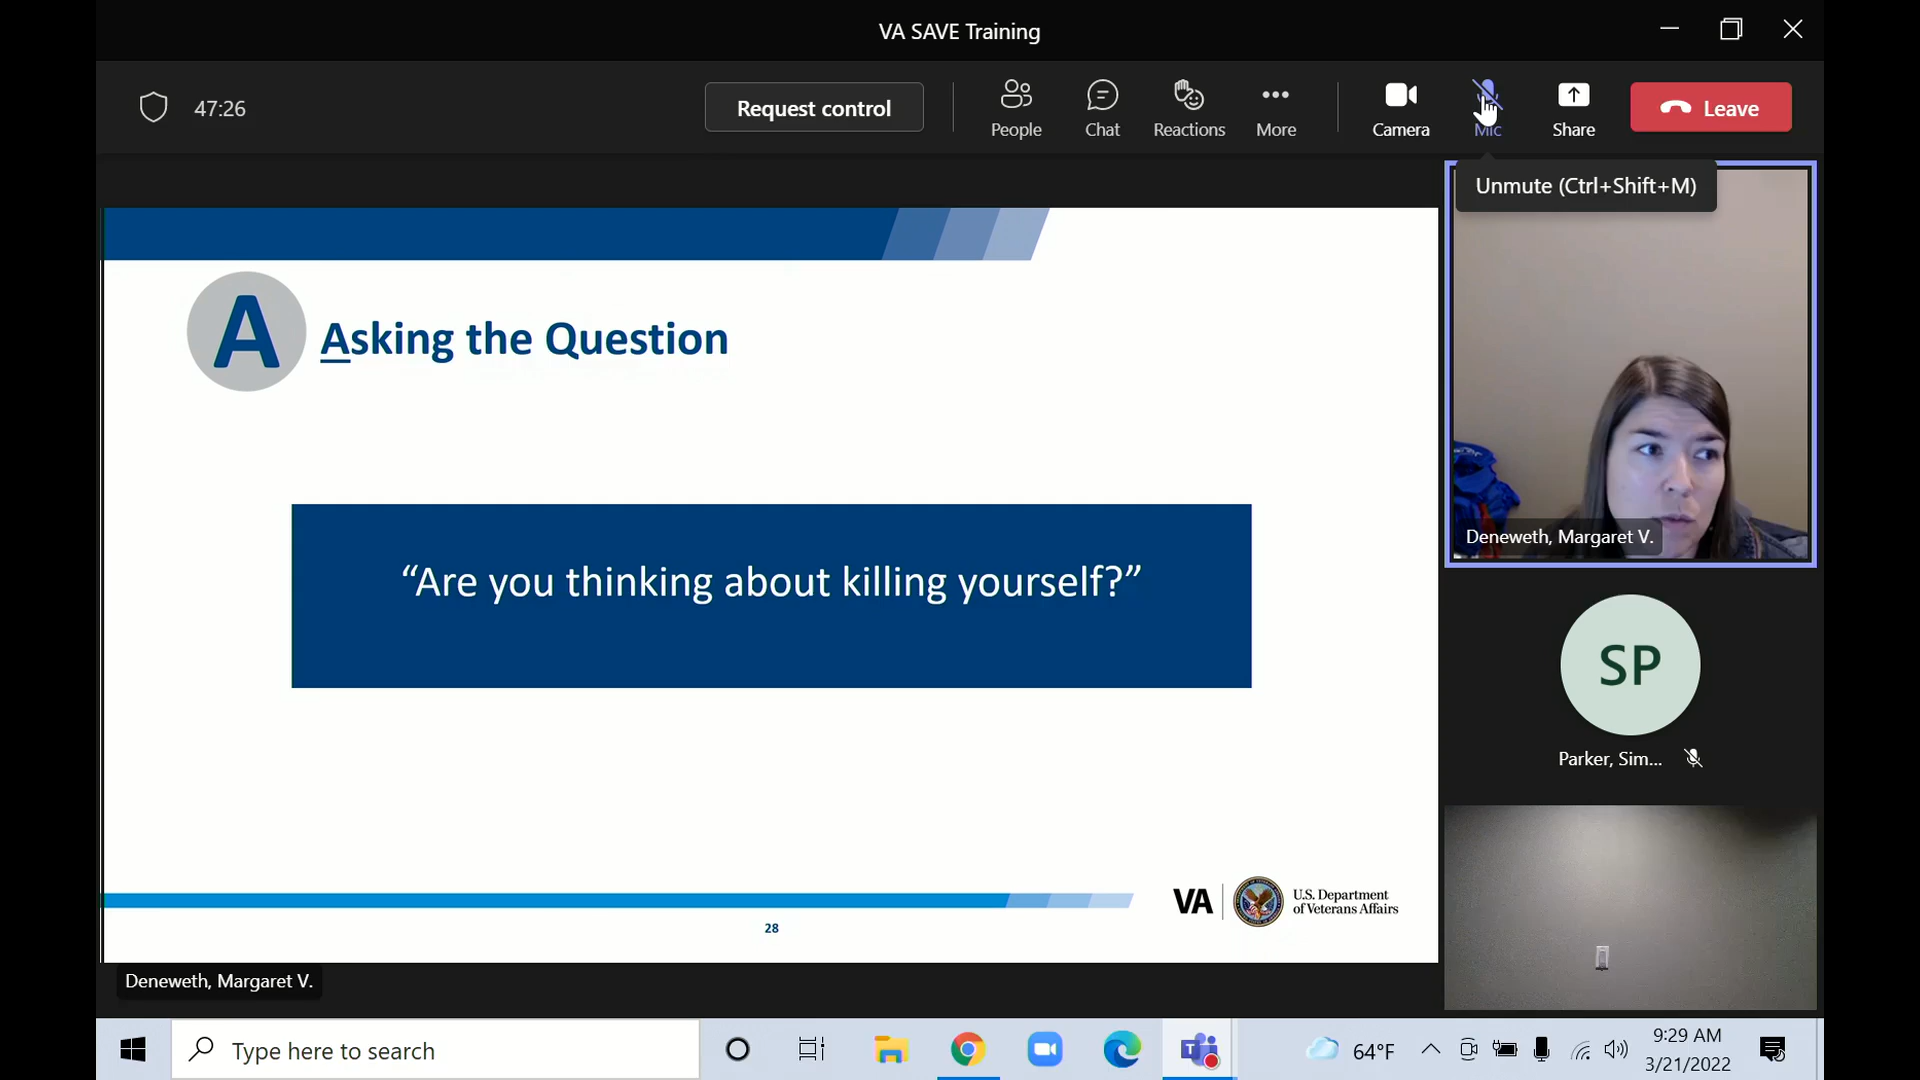 VA SAVE Training
47:26
Request control
People
Chat
Reactions
More
Camera
Mic
Share
Leave
Unmute (Ctrl+Shift+M)
A
Asking the Question
“Are you thinking about killing yourself?”
Deneweth, Margaret V.
SP
Parker, Sim...
VA
U.S. Department
of Veterans Affairs
28
Deneweth, Margaret V.
Type here to search
T
64°F
9:29 AM
3/21/2022